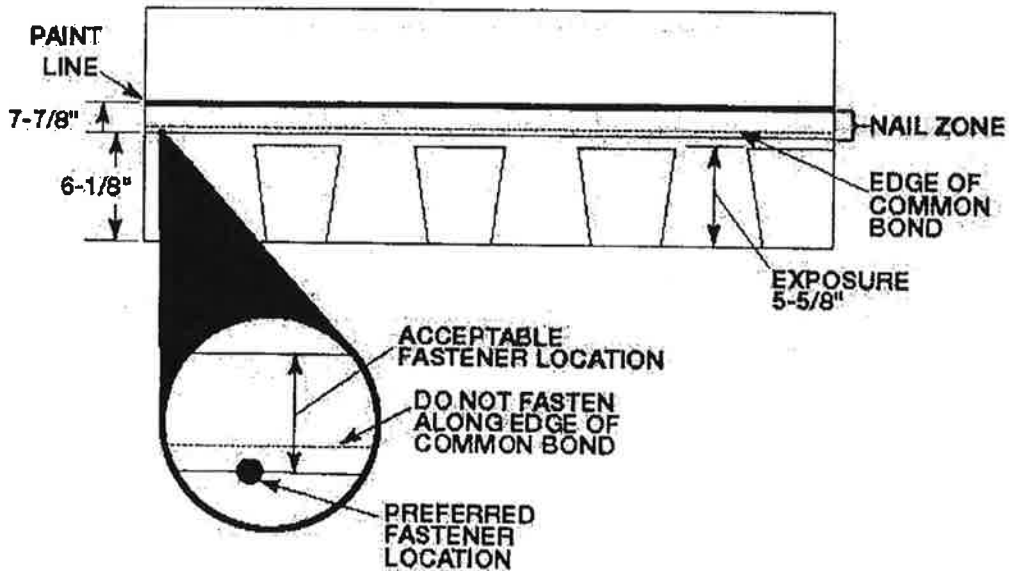 PAINT
LINE
7-7/8"
6-1/8"
NAIL ZONE
EDGE OF
COMMON
BOND
EXPOSURE
5-5/8"
ACCEPTABLE
FASTENER LOCATION
DO NOT FASTEN
ALONG EDGE OF
COMMON BOND
PREFERRED
FASTENER
LOCATION